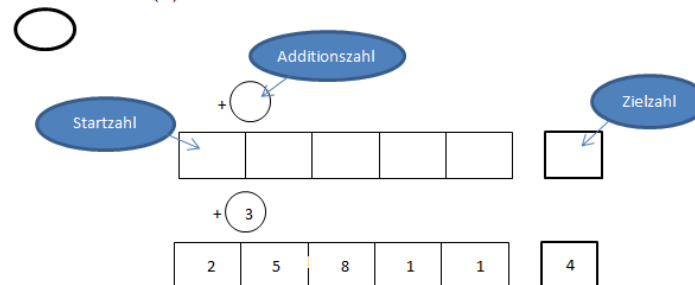 Additionszahl
+
Startzahl
Zielzahl
+ 3
2 5 8 1 1 4